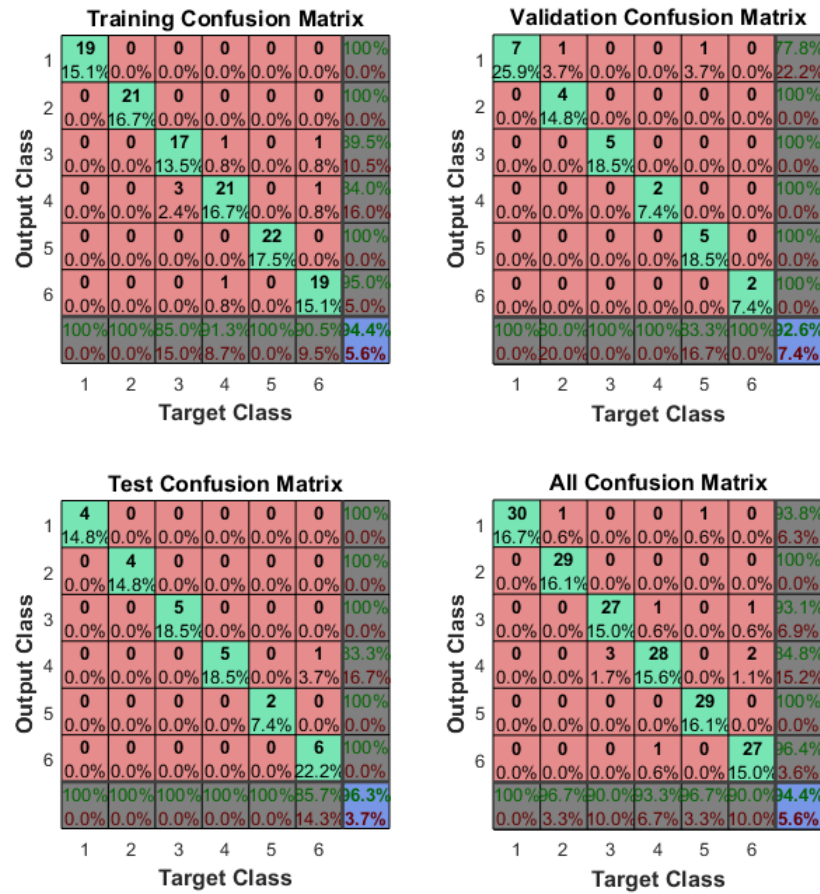 Training Confusion Matrix
1 19 0 0 0 0 0 100%
15.1% 0.0% 0.0% 0.0% 0.0% 0.0% 0.0%
2 0 21 0 0 0 0 100%
0.0% 16.7% 0.0% 0.0% 0.0% 0.0% 0.0%
3 0 0 17 1 0 1 89.5%
0.0% 0.0% 13.5% 0.8% 0.0% 0.8% 10.5%
4 0 0 3 21 0 1 84.0%
0.0% 0.0% 2.4% 16.7% 0.0% 0.8% 16.0%
5 0 0 0 0 22 0 100%
0.0% 0.0% 0.0% 0.0% 17.5% 0.0% 0.0%
6 0 0 0 1 0 19 95.0%
0.0% 0.0% 0.0% 0.8% 0.0% 15.1% 5.0%
100% 100% 85.0% 91.3% 100% 90.5% 94.4%
0.0% 0.0% 15.0% 8.7% 0.0% 9.5% 5.6%
1 2 3 4 5 6
Target Class
Output Class
Validation Confusion Matrix
1 7 1 0 0 1 0 77.8%
25.9% 3.7% 0.0% 0.0% 3.7% 0.0% 22.2%
2 0 4 0 0 0 0 100%
0.0% 14.8% 0.0% 0.0% 0.0% 0.0% 0.0%
3 0 0 5 0 0 0 100%
0.0% 0.0% 18.5% 0.0% 0.0% 0.0% 0.0%
4 0 0 0 2 0 0 100%
0.0% 0.0% 0.0% 7.4% 0.0% 0.0% 0.0%
5 0 0 0 0 5 0 100%
0.0% 0.0% 0.0% 0.0% 18.5% 0.0% 0.0%
6 0 0 0 0 0 2 100%
0.0% 0.0% 0.0% 0.0% 0.0% 7.4% 0.0%
100% 80.0% 100% 100% 83.3% 100% 92.6%
0.0% 20.0% 0.0% 0.0% 16.7% 0.0% 7.4%
1 2 3 4 5 6
Target Class
Output Class
Test Confusion Matrix
1 4 0 0 0 0 0 100%
14.8% 0.0% 0.0% 0.0% 0.0% 0.0% 0.0%
2 0 4 0 0 0 0 100%
0.0% 14.8% 0.0% 0.0% 0.0% 0.0% 0.0%
3 0 0 5 0 0 0 100%
0.0% 0.0% 18.5% 0.0% 0.0% 0.0% 0.0%
4 0 0 0 5 0 1 83.3%
0.0% 0.0% 0.0% 18.5% 0.0% 3.7% 16.7%
5 0 0 0 0 2 0 100%
0.0% 0.0% 0.0% 0.0% 7.4% 0.0% 0.0%
6 0 0 0 0 0 6 100%
0.0% 0.0% 0.0% 0.0% 0.0% 22.2% 0.0%
100% 100% 100% 100% 100% 85.7% 96.3%
0.0% 0.0% 0.0% 0.0% 0.0% 14.3% 3.7%
1 2 3 4 5 6
Target Class
Output Class
All Confusion Matrix
1 30 1 0 0 1 0 93.8%
16.7% 0.6% 0.0% 0.0% 0.6% 0.0% 6.3%
2 0 29 0 0 0 0 100%
0.0% 16.1% 0.0% 0.0% 0.0% 0.0% 0.0%
3 0 0 27 1 0 1 93.1%
0.0% 0.0% 15.0% 0.6% 0.0% 0.6% 6.9%
4 0 0 3 28 0 2 84.8%
0.0% 0.0% 1.7% 15.6% 0.0% 1.1% 15.2%
5 0 0 0 0 29 0 100%
0.0% 0.0% 0.0% 0.0% 16.1% 0.0% 0.0%
6 0 0 0 1 0 27 96.4%
0.0% 0.0% 0.0% 0.6% 0.0% 15.0% 3.6%
100% 96.7% 90.0% 93.3% 96.7% 90.0% 94.4%
0.0% 3.3% 10.0% 6.7% 3.3% 10.0% 5.6%
1 2 3 4 5 6
Target Class
Output Class